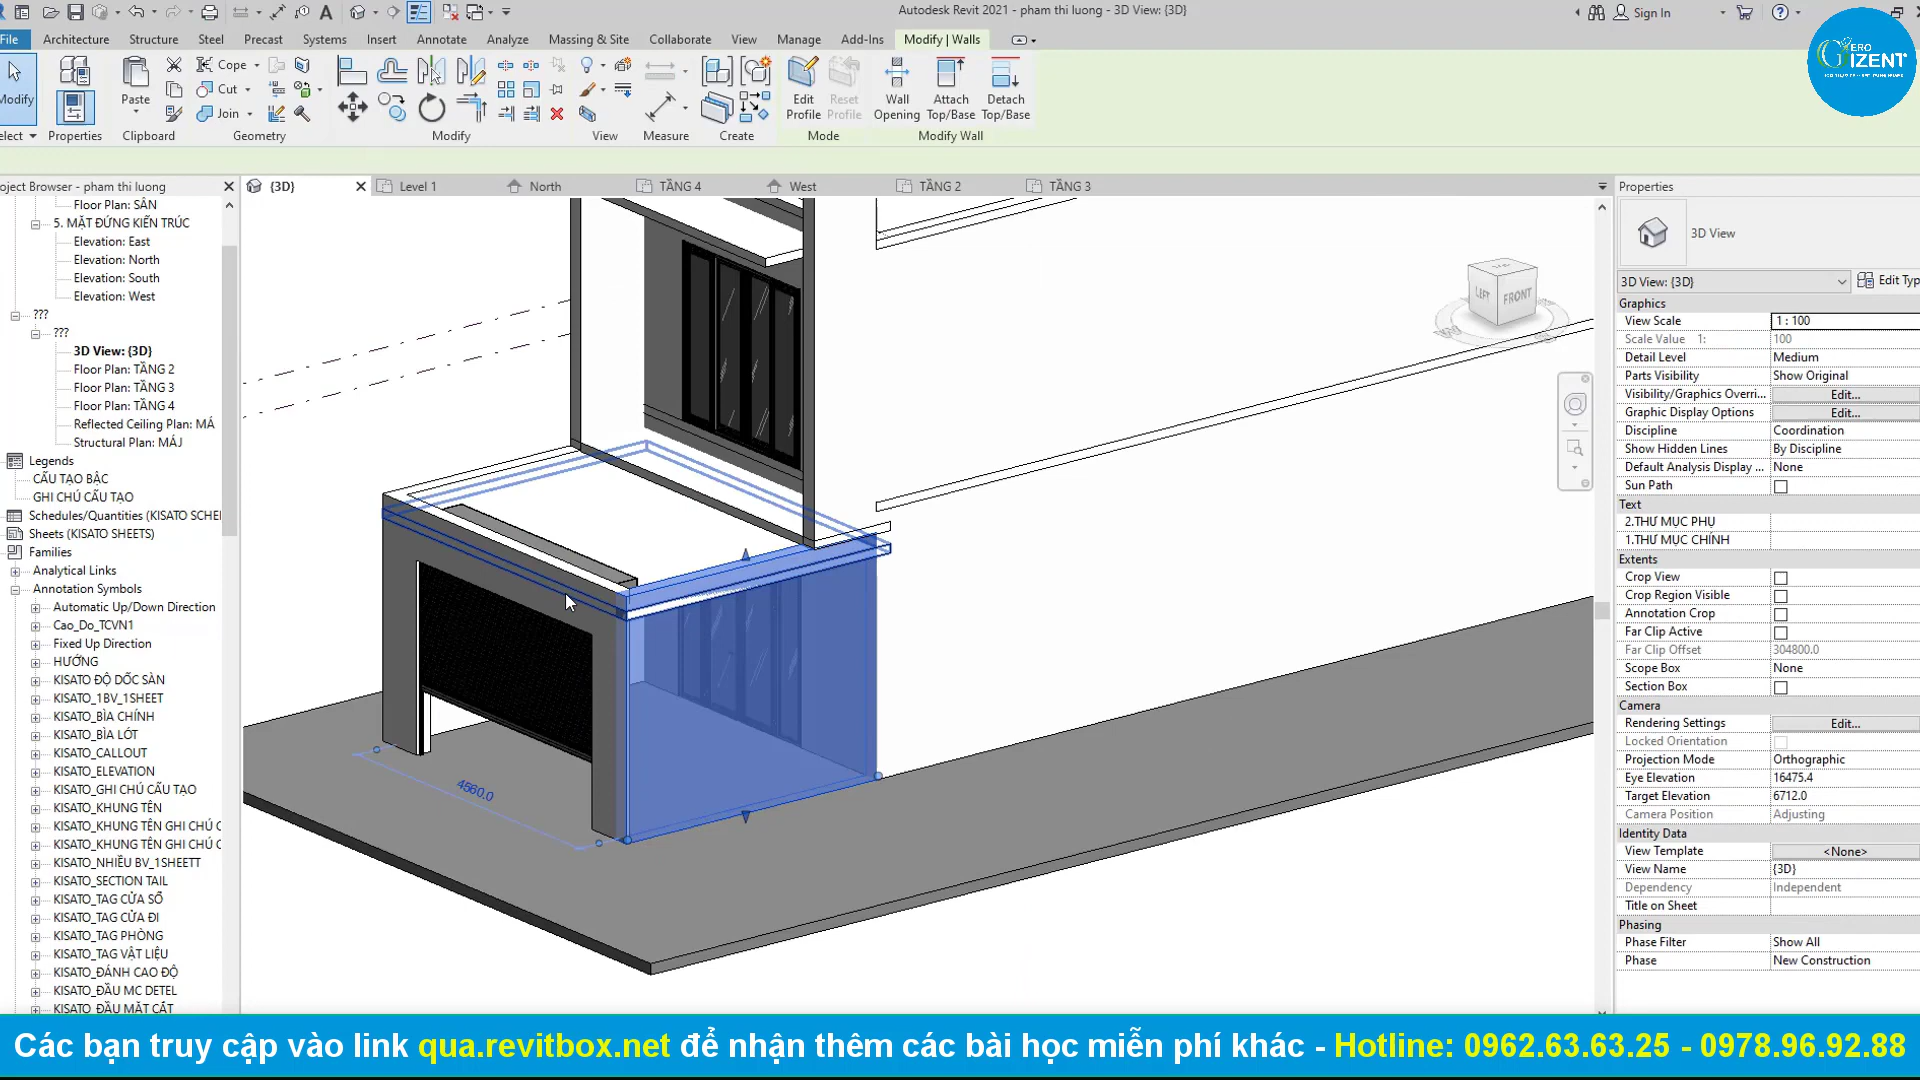 Autodesk Revit 2021 - pham thi luong - 3D View: {3D}
Sign In
File
Architecture
Structure
Steel
Precast
Systems
Insert
Annotate
Analyze
Massing & Site
Collaborate
View
Manage
Add-Ins
Modify | Walls
Modify
Properties
Paste
Cope
Cut
Join
Edit Profile
Reset Profile
Wall Opening
Attach Top/Base
Detach Top/Base
elect
Properties
Clipboard
Geometry
Modify
View
Measure
Create
Mode
Modify Wall
GIZENT
oject Browser - pham thi luong
{3D}
Level 1
North
TẦNG 4
West
TẦNG 2
TẦNG 3
Properties
Floor Plan: SÂN
5. MẶT ĐỨNG KIẾN TRÚC
Elevation: East
Elevation: North
Elevation: South
Elevation: West
???
???
3D View: {3D}
Floor Plan: TẦNG 2
Floor Plan: TẦNG 3
Floor Plan: TẦNG 4
Reflected Ceiling Plan: MÁ
Structural Plan: MÁJ
Legends
CẤU TẠO BẬC
GHI CHÚ CẤU TẠO
Schedules/Quantities (KISATO SCHEI
Sheets (KISATO SHEETS)
Families
Analytical Links
Annotation Symbols
Automatic Up/Down Direction
Cao_Do_TCVN1
Fixed Up Direction
HƯỚNG
KISATO ĐỘ DỐC SÀN
KISATO_1BV_1SHEET
KISATO_BÌA CHÍNH
KISATO_BÌA LÓT
KISATO_CALLOUT
KISATO_ELEVATION
KISATO_GHI CHÚ CẤU TẠO
KISATO_KHUNG TÊN
KISATO_KHUNG TÊN GHI CHÚ C
KISATO_KHUNG TÊN GHI CHÚ C
KISATO_NHIỀU BV_1SHEETT
KISATO_SECTION TAIL
KISATO_TAG CỬA SỔ
KISATO_TAG CỬA ĐI
KISATO_TAG PHÒNG
KISATO_TAG VẬT LIỆU
KISATO_ĐÁNH CAO ĐỘ
KISATO_ĐẦU MC DETEL
KISATO_ĐẦU MẶT CẮT
LEFT
FRONT
4560.0
3D View
3D View: {3D}
Edit Typ
Graphics
View Scale 1 : 100
Scale Value 1: 100
Detail Level Medium
Parts Visibility Show Original
Visibility/Graphics Overri... Edit...
Graphic Display Options Edit...
Discipline Coordination
Show Hidden Lines By Discipline
Default Analysis Display ... None
Sun Path
Text
2.THƯ MỤC PHỤ
1.THƯ MỤC CHÍNH
Extents
Crop View
Crop Region Visible
Annotation Crop
Far Clip Active
Far Clip Offset 304800.0
Scope Box None
Section Box
Camera
Rendering Settings Edit...
Locked Orientation
Projection Mode Orthographic
Eye Elevation 16475.4
Target Elevation 6712.0
Camera Position Adjusting
Identity Data
View Template <None>
View Name {3D}
Dependency Independent
Title on Sheet
Phasing
Phase Filter Show All
Phase New Construction
Các bạn truy cập vào link qua.revitbox.net để nhận thêm các bài học miễn phí khác - Hotline: 0962.63.63.25 - 0978.96.92.88